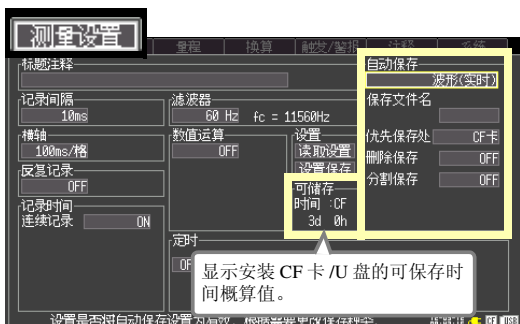 测量设置
量程 换算 触发/警报 注释 系统
标题注释
自动保存
波形(实时)
记录间隔
10ms
滤波器
60 Hz fc = 11560Hz
保存文件名
横轴
100ms/格
数值运算
OFF
设置
读取设置
设置保存
优先保存处 CF卡
删除保存 OFF
分割保存 OFF
反复记录
OFF
可储存
时间 :CF
3d 0h
记录时间
连续记录 ON
定时
显示安装 CF 卡 /U 盘的可保存时
间概算值。
CF USB